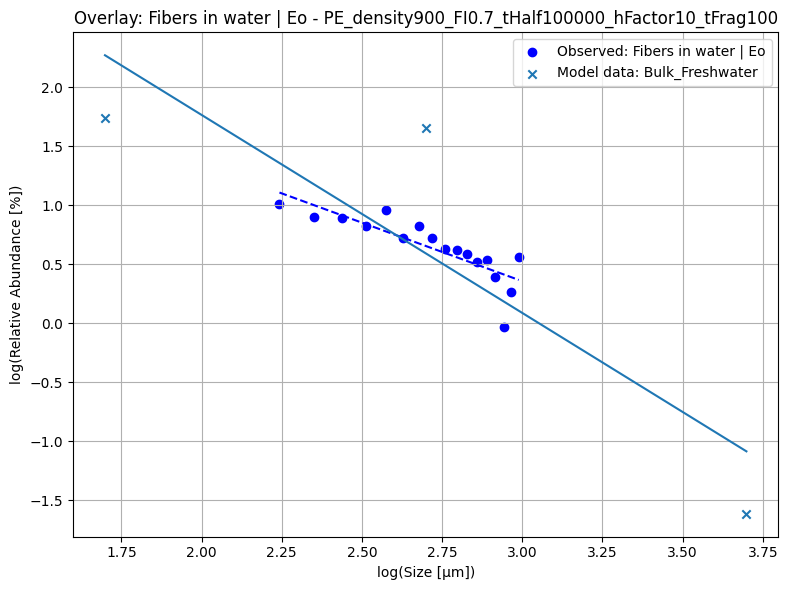 Overlay: Fibers in water | Eo - PE_density900_FI0.7_tHalf100000_hFactor10_tFrag100
Observed: Fibers in water | Eo
Model data: Bulk_Freshwater
log(Relative Abundance [%])
2.0
1.5
1.0
0.5
0.0
−0.5
−1.0
−1.5
1.75 2.00 2.25 2.50 2.75 3.00 3.25 3.50 3.75
log(Size [µm])